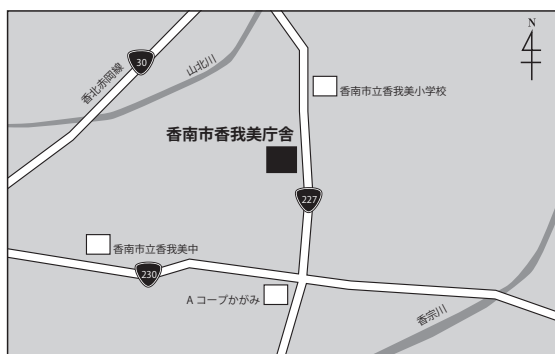 N
30
香北赤岡線
山北川
香南市立香我美小学校
香南市香我美庁舎
227
香南市立香我美中
230
Aコープかがみ
香宗川